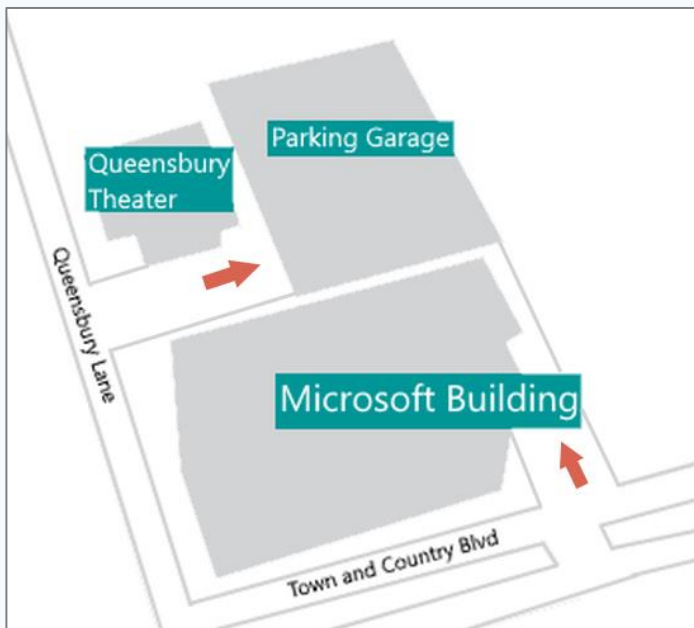 Parking Garage
Queensbury
Theater
Queensbury Lane
Microsoft Building
Town and Country Blvd